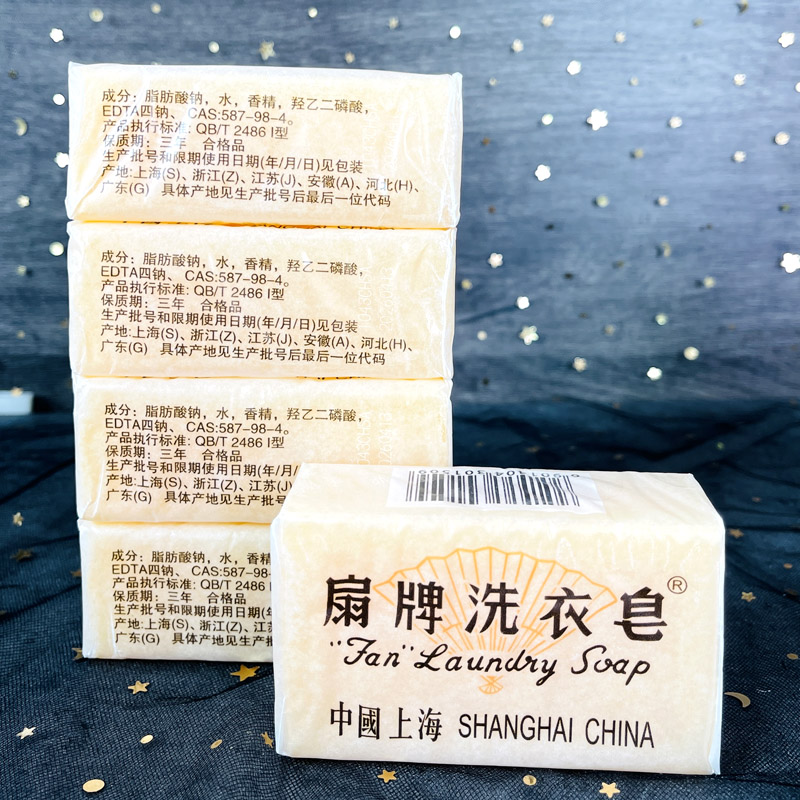 成分：脂肪酸钠，水，香精，羟乙二磷酸，
EDTA四钠、CAS:587-98-4。
产品执行标准: QB/T 2486 I型
保质期：三年 合格品
生产批号和限期使用日期(年/月/日)见包装
产地:上海(S)、浙江(Z)、江苏(J)、安徽(A)、河北(H)、
广东(G) 具体产地见生产批号后最后一位代码
成分：脂肪酸钠，水，香精，羟乙二磷酸，
EDTA四钠、CAS:587-98-4。
产品执行标准: QB/T 2486 I型
保质期：三年 合格品
生产批号和限期使用日期(年/月/日)见包装
产地:上海(S)、浙江(Z)、江苏(J)、安徽(A)、河北(H)、
广东(G) 具体产地见生产批号后最后一位代码
成分：脂肪酸钠，水，香精，羟乙二磷酸，
EDTA四钠、CAS:587-98-4。
产品执行标准: QB/T 2486 I型
保质期：三年 合格品
生产批号和限期使用日期(年/月/
产地:上海(S)、浙江(Z)、江苏(J)
广东(G) 具体产地见生产批号
成分：脂肪酸钠，水，香
EDTA四钠、CAS:587-98-
产品执行标准: QB/T 2486
保质期：三年 合格品
生产批号和限期使用日期(
产地:上海(S)、浙江(Z)、
广东(G) 具体产地见生
扇牌洗衣皂®
"Fan" Laundry Soap
中國上海 SHANGHAI CHINA